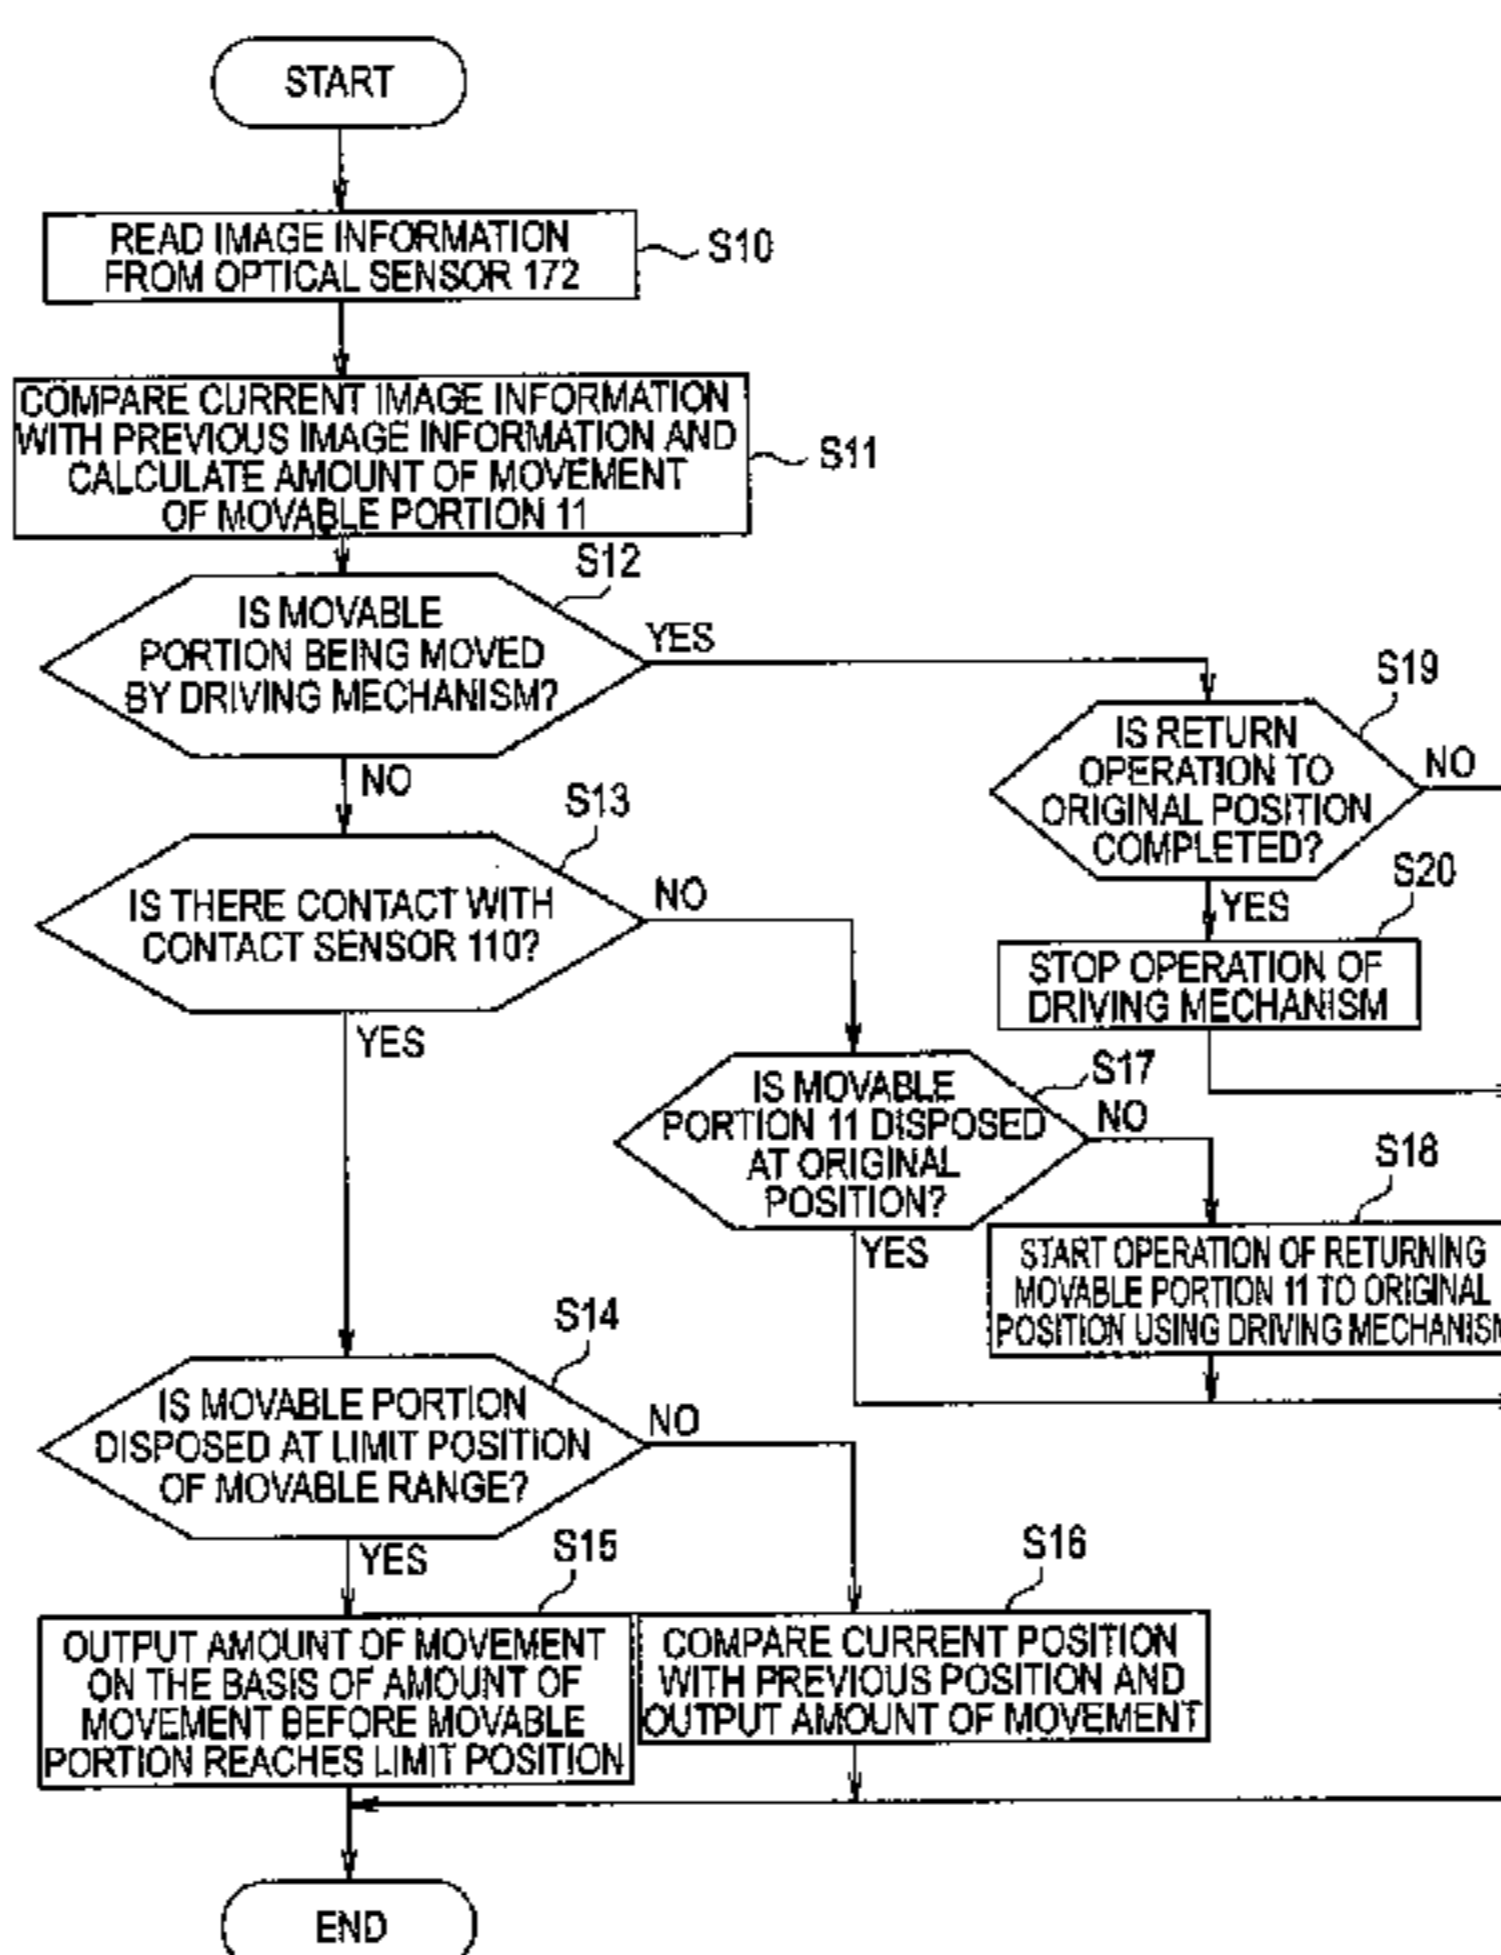 START
READ IMAGE INFORMATION
FROM OPTICAL SENSOR 172
S10
COMPARE CURRENT IMAGE INFORMATION
WITH PREVIOUS IMAGE INFORMATION AND
CALCULATE AMOUNT OF MOVEMENT
OF MOVABLE PORTION 11
S11
S12
IS MOVABLE
PORTION BEING MOVED
BY DRIVING MECHANISM?
YES
NO
S19
IS RETURN
OPERATION TO
ORIGINAL POSITION
COMPLETED?
NO
YES
S20
STOP OPERATION OF
DRIVING MECHANISM
S13
IS THERE CONTACT WITH
CONTACT SENSOR 110?
NO
YES
S17
IS MOVABLE
PORTION 11 DISPOSED
AT ORIGINAL
POSITION?
NO
YES
S18
START OPERATION OF RETURNING
MOVABLE PORTION 11 TO ORIGINAL
POSITION USING DRIVING MECHANISM
S14
IS MOVABLE PORTION
DISPOSED AT LIMIT POSITION
OF MOVABLE RANGE?
NO
YES
S15
OUTPUT AMOUNT OF MOVEMENT
ON THE BASIS OF AMOUNT OF
MOVEMENT BEFORE MOVABLE
PORTION REACHES LIMIT POSITION
S16
COMPARE CURRENT POSITION
WITH PREVIOUS POSITION AND
OUTPUT AMOUNT OF MOVEMENT
END